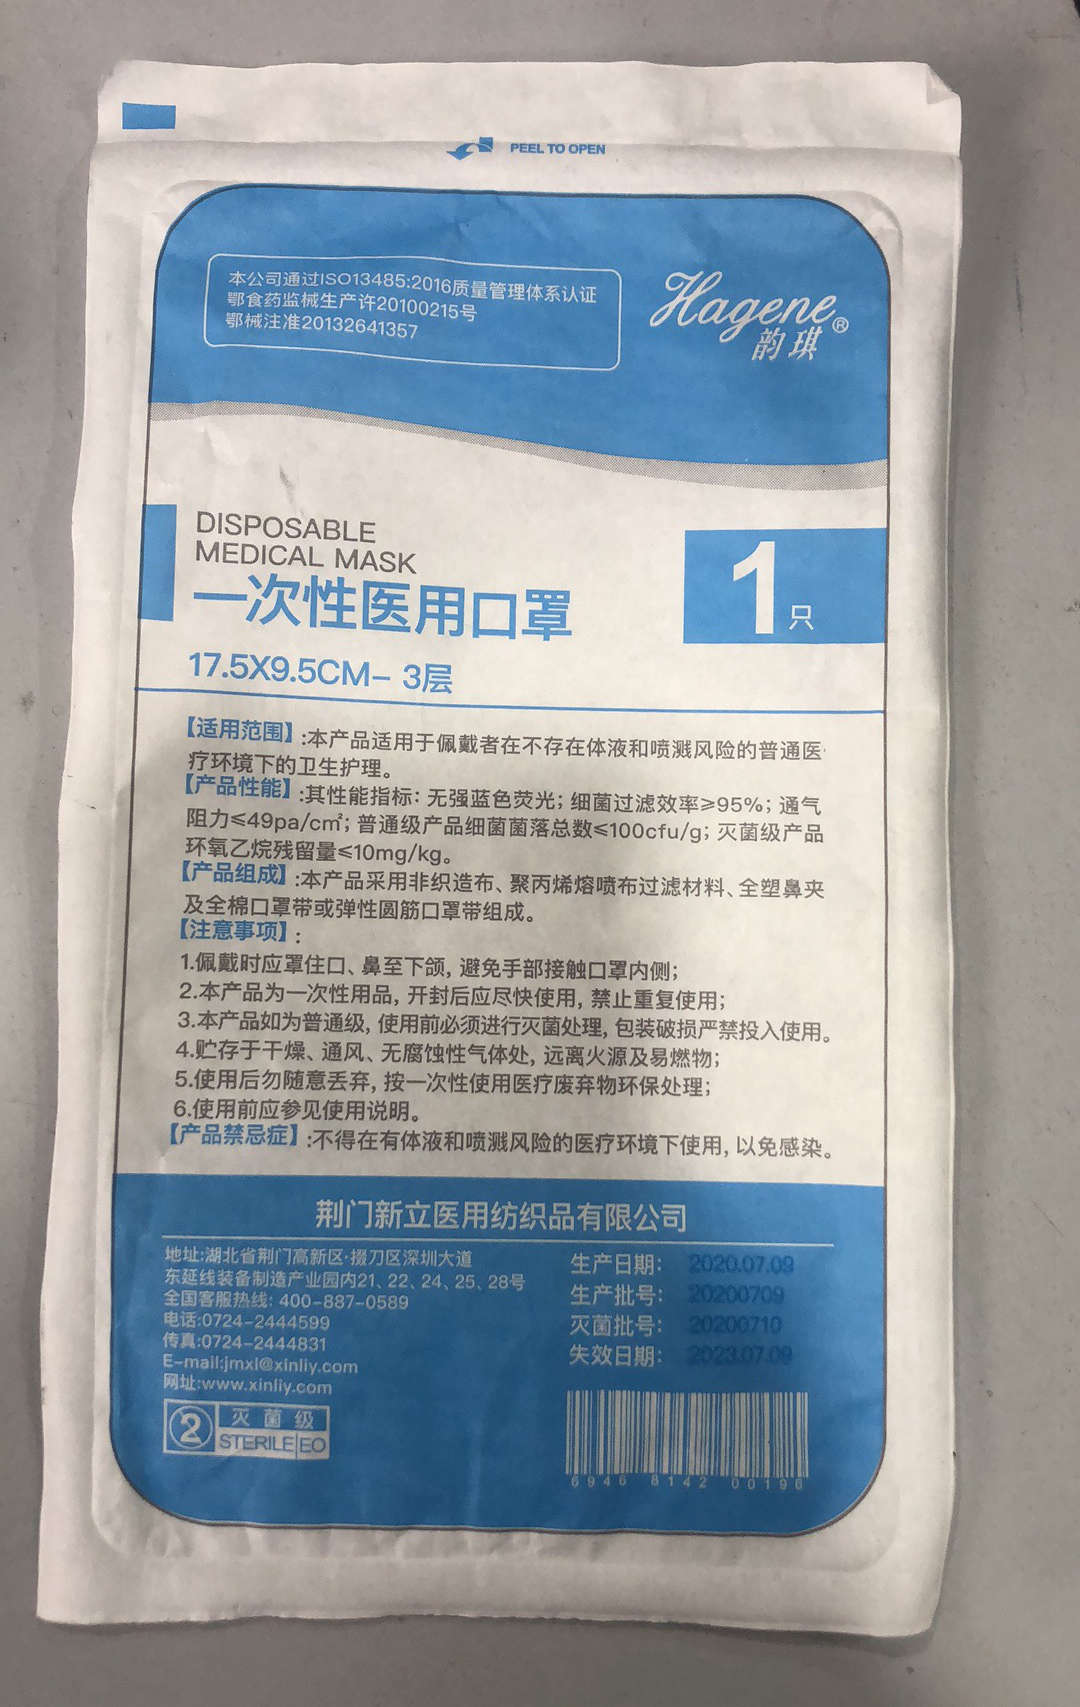 PEEL TO OPEN
本公司通过ISO13485:2016质量管理体系认证
鄂食药监械生产许20100215号
鄂械注准20132641357
Hagene®
韵琪
DISPOSABLE
MEDICAL MASK
一次性医用口罩
1只
17.5X9.5CM- 3层
【适用范围】:本产品适用于佩戴者在不存在体液和喷溅风险的普通医
疗环境下的卫生护理。
【产品性能】:其性能指标: 无强蓝色荧光; 细菌过滤效率≥95%; 通气
阻力≤49pa/cm²; 普通级产品细菌菌落总数≤100cfu/g; 灭菌级产品
环氧乙烷残留量≤10mg/kg。
【产品组成】:本产品采用非织造布、聚丙烯熔喷布过滤材料、全塑鼻夹
及全棉口罩带或弹性圆筋口罩带组成。
【注意事项】:
1.佩戴时应罩住口、鼻至下颌, 避免手部接触口罩内侧;
2.本产品为一次性用品, 开封后应尽快使用, 禁止重复使用;
3.本产品如为普通级, 使用前必须进行灭菌处理, 包装破损严禁投入使用。
4.贮存于干燥、通风、无腐蚀性气体处, 远离火源及易燃物;
5.使用后勿随意丢弃, 按一次性使用医疗废弃物环保处理;
6.使用前应参见使用说明。
【产品禁忌症】:不得在有体液和喷溅风险的医疗环境下使用, 以免感染。
荆门新立医用纺织品有限公司
地址:湖北省荆门高新区·掇刀区深圳大道
东延线装备制造产业园内21、22、24、25、28号
全国客服热线: 400-887-0589
电话:0724-2444599
传真:0724-2444831
E-mail:jmxl@xinliy.com
网址:www.xinliy.com
2 灭菌级
STERILE EO
生产日期: 2020.07.09
生产批号: 20200709
灭菌批号: 20200710
失效日期: 2023.07.09
6946 8142 00196